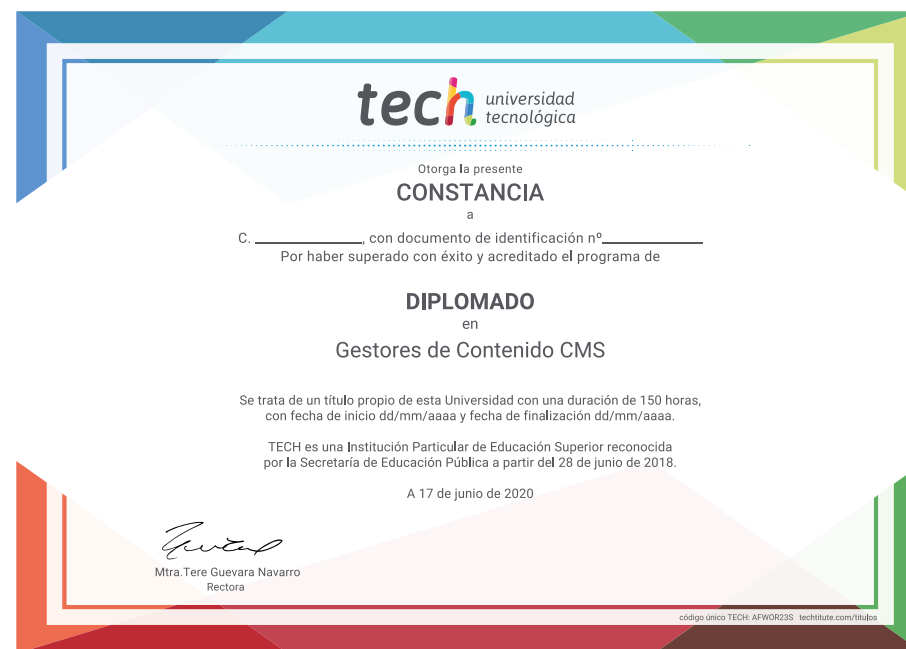 tech universidad
tecnológica
Otorga la presente
CONSTANCIA
a
C. ________________, con documento de identificación nº_______________
Por haber superado con éxito y acreditado el programa de
DIPLOMADO
en
Gestores de Contenido CMS
Se trata de un título propio de esta Universidad con una duración de 150 horas,
con fecha de inicio dd/mm/aaaa y fecha de finalización dd/mm/aaaa.
TECH es una Institución Particular de Educación Superior reconocida
por la Secretaría de Educación Pública a partir del 28 de junio de 2018.
A 17 de junio de 2020
Mtra.Tere Guevara Navarro
Rectora
código único TECH: AFWOR23S techtitute.com/titulos